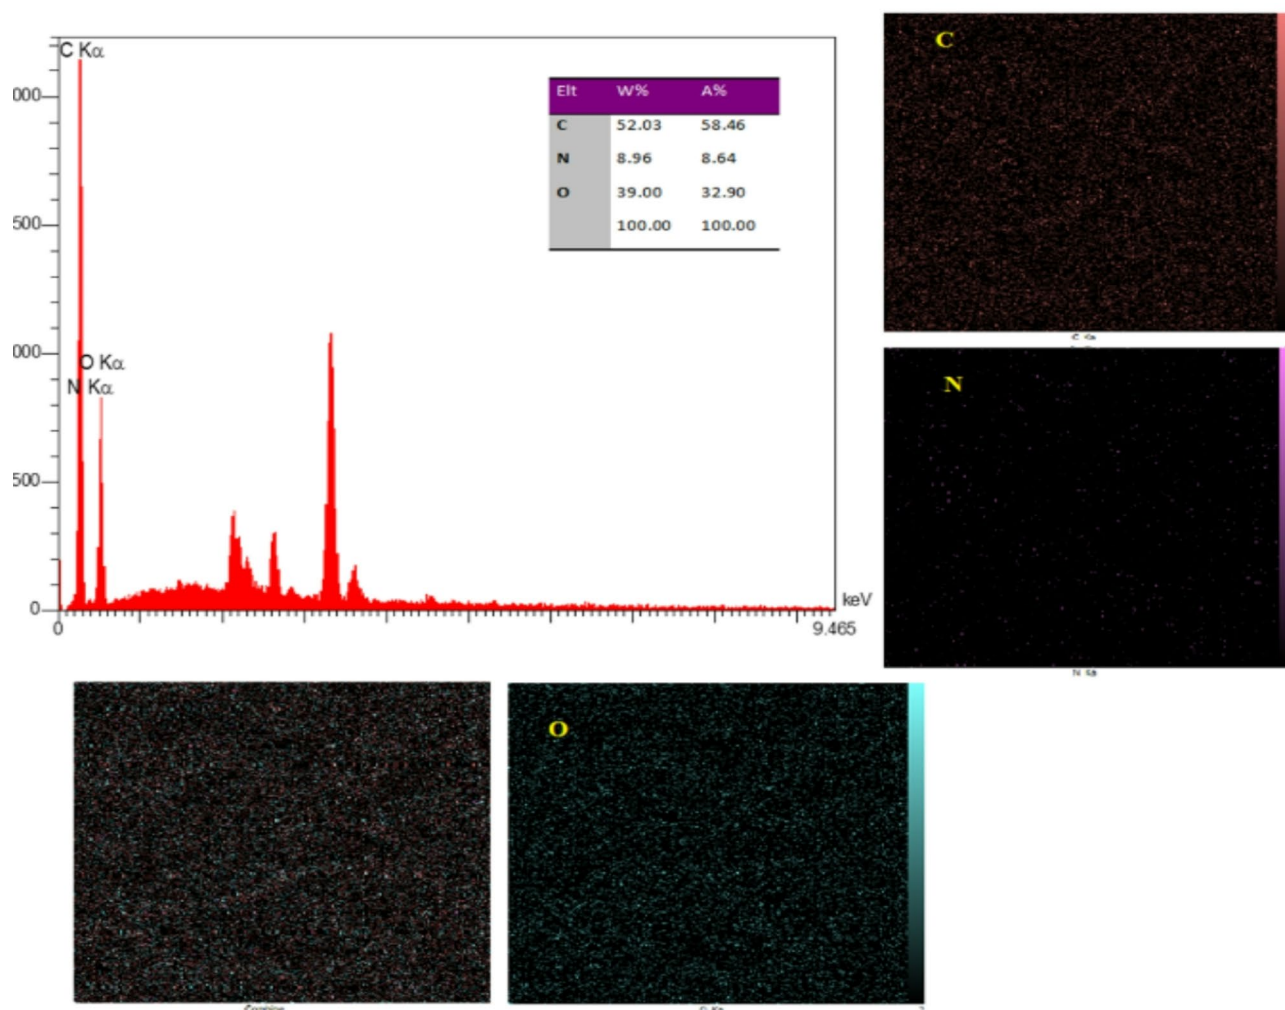 C Kα
000
500
000
O Kα
N Kα
500
0
0
9.465
keV
Elt W% A%
C 52.03 58.46
N 8.96 8.64
O 39.00 32.90
100.00 100.00
C
N
N Ka
O